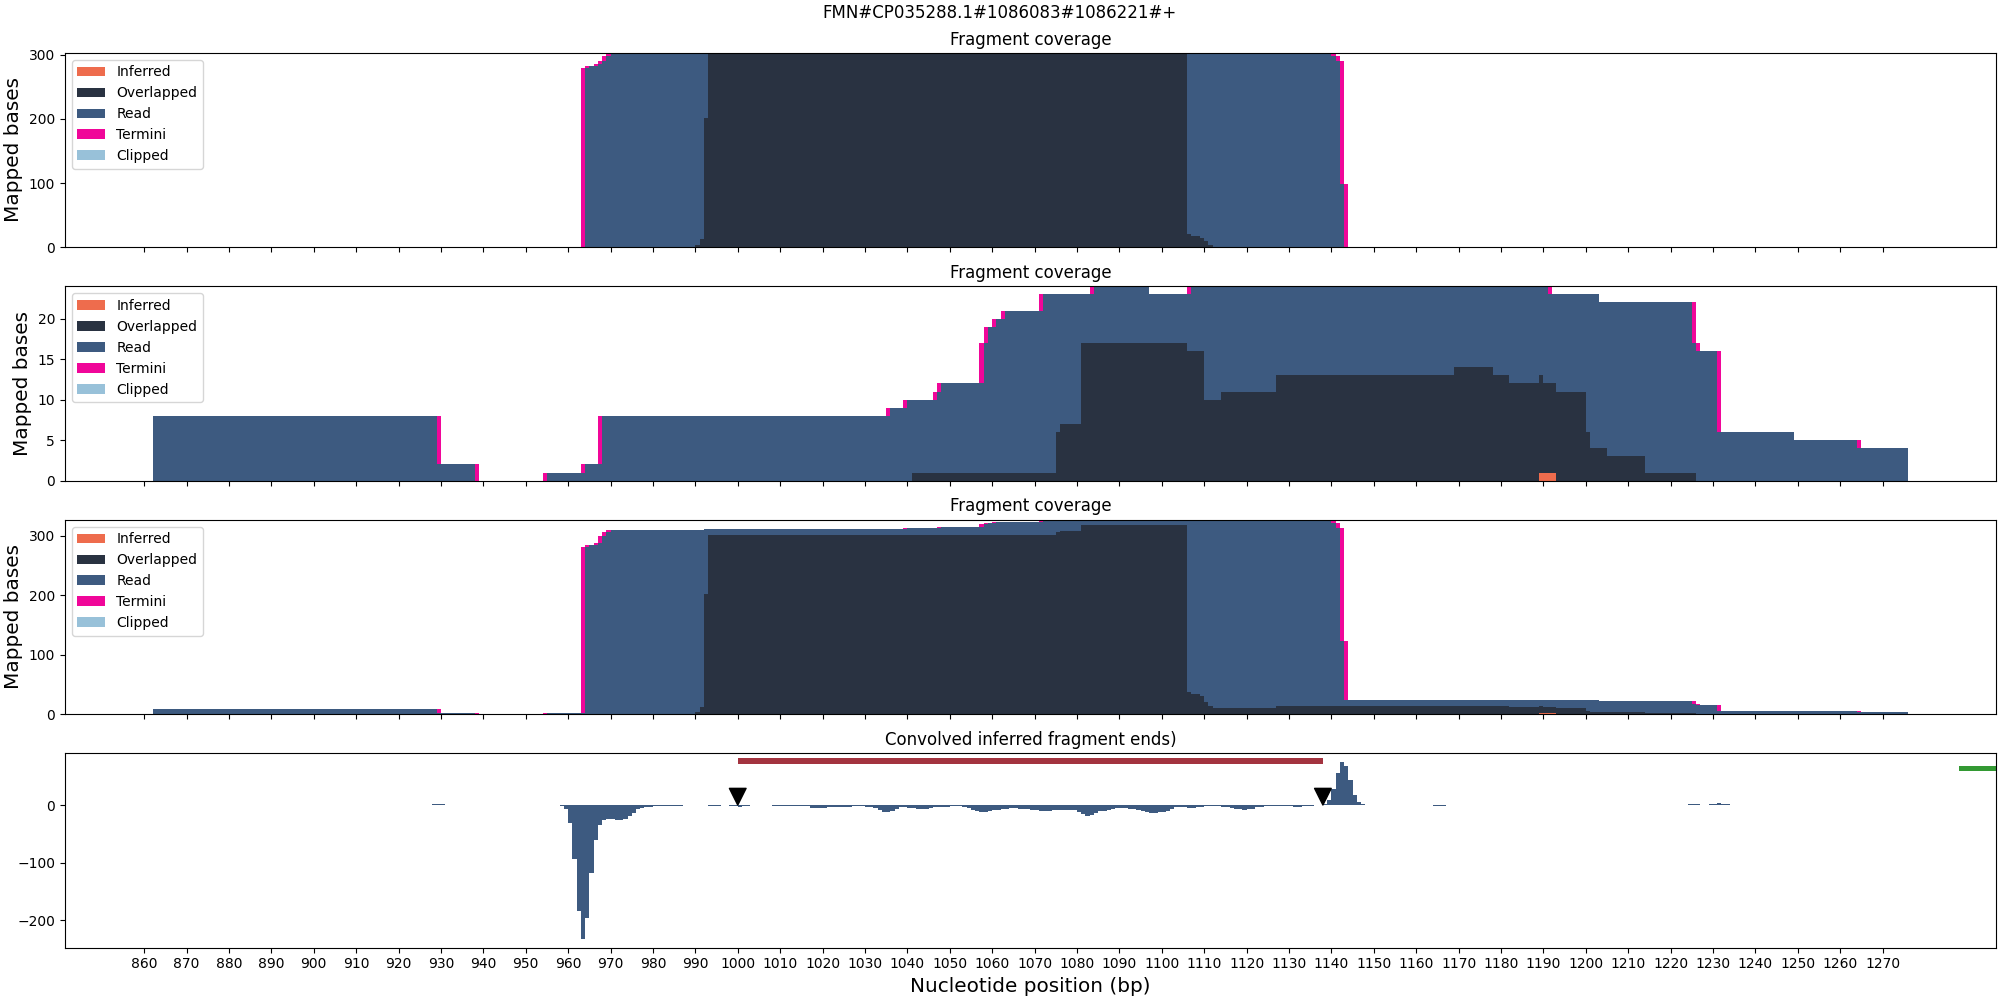 FMN#CP035288.1#1086083#1086221#+
Fragment coverage
Mapped bases
300
200
100
0
Inferred
Overlapped
Read
Termini
Clipped
Fragment coverage
Mapped bases
20
15
10
5
0
Inferred
Overlapped
Read
Termini
Clipped
Fragment coverage
Mapped bases
300
200
100
0
Inferred
Overlapped
Read
Termini
Clipped
Convolved inferred fragment ends)
0
−100
−200
860 870 880 890 900 910 920 930 940 950 960 970 980 990 1000 1010 1020 1030 1040 1050 1060 1070 1080 1090 1100 1110 1120 1130 1140 1150 1160 1170 1180 1190 1200 1210 1220 1230 1240 1250 1260 1270
Nucleotide position (bp)